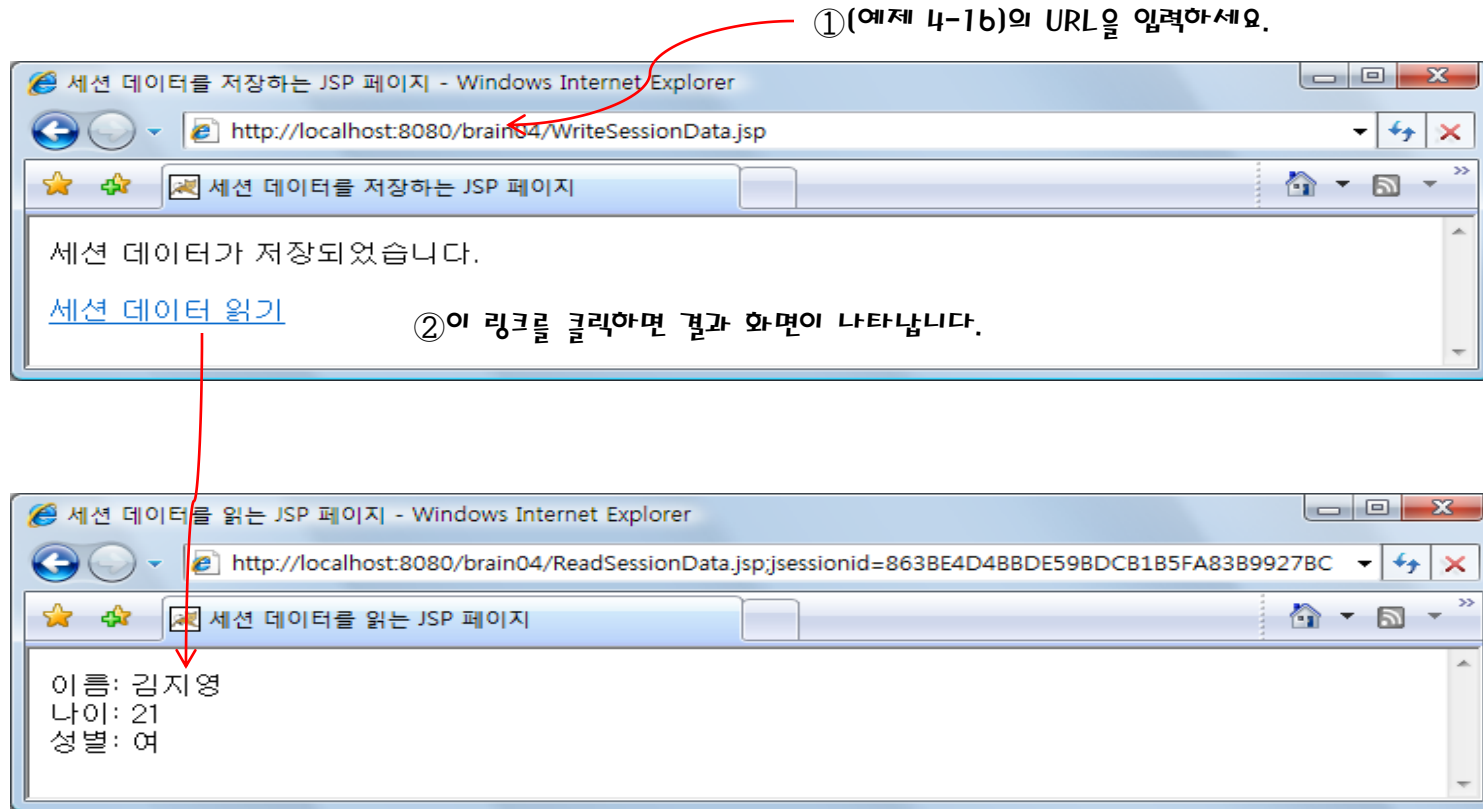 ①(예제 4-16)의 URL을 입력하세요.
세션 데이터를 저장하는 JSP 페이지 - Windows Internet Explorer
http://localhost:8080/brain04/WriteSessionData.jsp
세션 데이터를 저장하는 JSP 페이지
세션 데이터가 저장되었습니다.
세션 데이터 읽기
②이 링크를 클릭하면 결과 화면이 나타납니다.
세션 데이터를 읽는 JSP 페이지 - Windows Internet Explorer
http://localhost:8080/brain04/ReadSessionData.jsp;jsessionid=863BE4D4BBDE59BDCB1B5FA83B9927BC
세션 데이터를 읽는 JSP 페이지
이름: 김지영
나이: 21
성별: 여